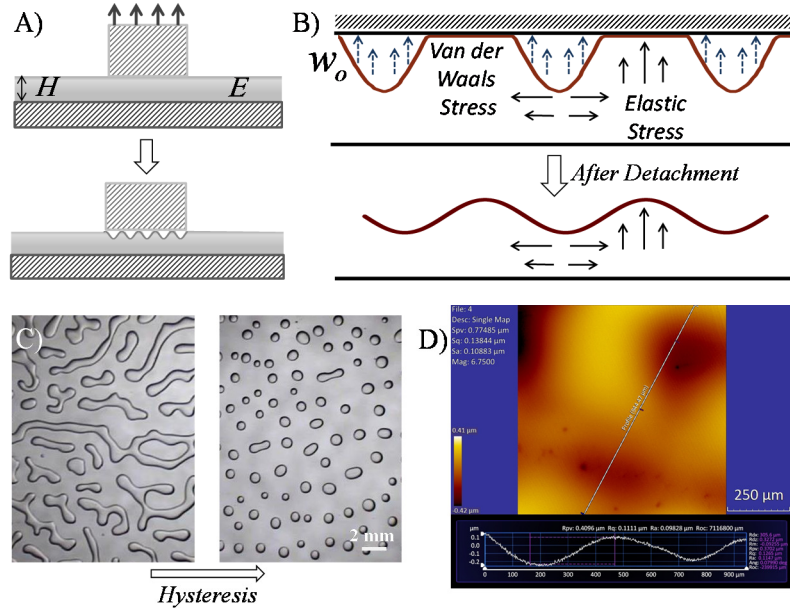 A)
H
E
B)
w_o
Van der
Waals
Stress
Elastic
Stress
After Detachment
C)
2 mm
Hysteresis
D)
File: 4
Desc: Single Map
Spv: 0.77485 µm
Sq: 0.13844 µm
Sa: 0.10883 µm
Mag: 6.7500
0.41 µm
-0.42 µm
250 µm
Rpv: 0.4096 µm Rq: 0.1111 µm Ra: 0.09828 µm Roc: 7116800 µm
µm
0.1
0.0
-0.1
-0.2
0 100 200 300 400 500 600 700 800 900 µm